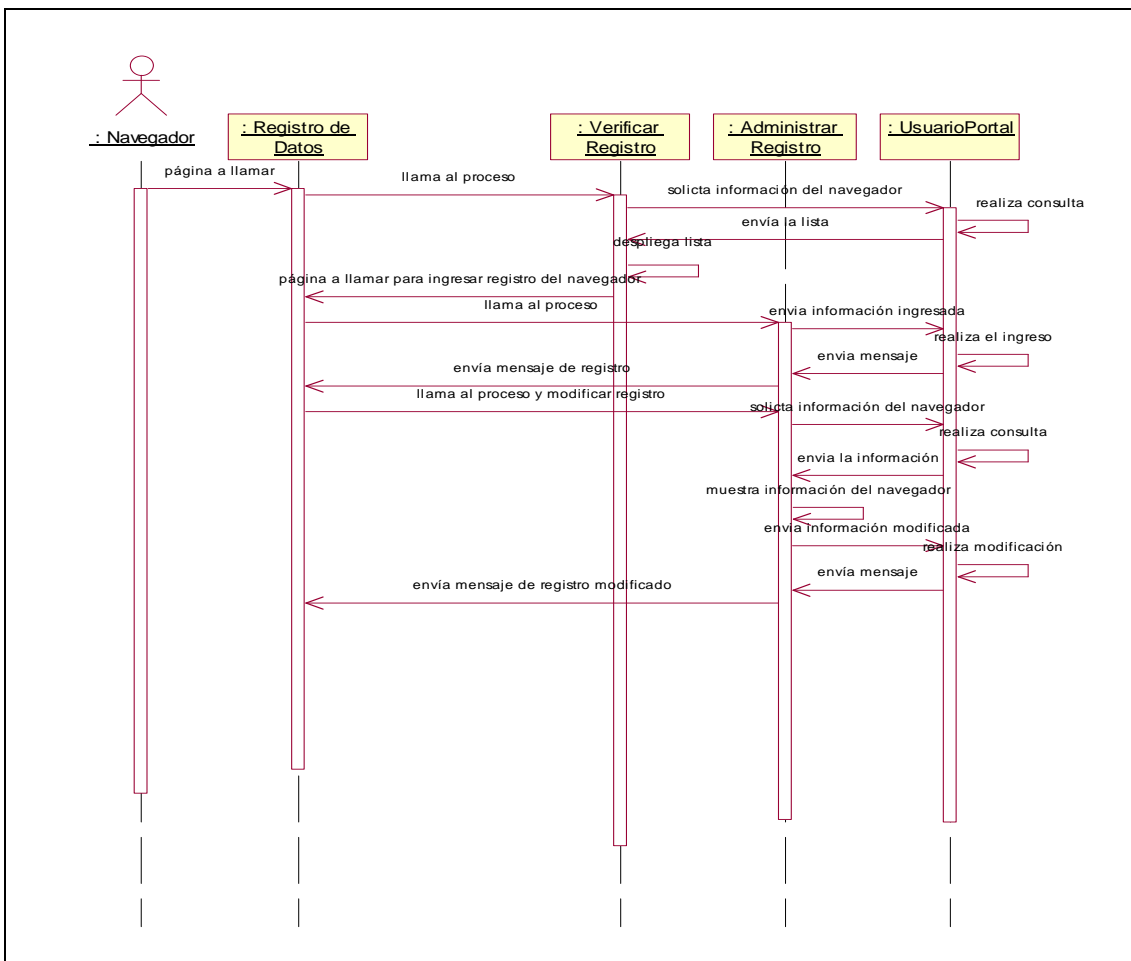 : Navegador
: Registro de
Datos
: Verificar
Registro
: Administrar
Registro
: UsuarioPortal
página a llamar
llama al proceso
solicta información del navegador
realiza consulta
envía la lista
despliega lista
página a llamar para ingresar registro del navegador
llama al proceso
envia información ingresada
realiza el ingreso
envia mensaje
envía mensaje de registro
llama al proceso y modificar registro
solicta información del navegador
realiza consulta
envia la información
muestra información del navegador
envia información modificada
realiza modificación
envía mensaje
envía mensaje de registro modificado